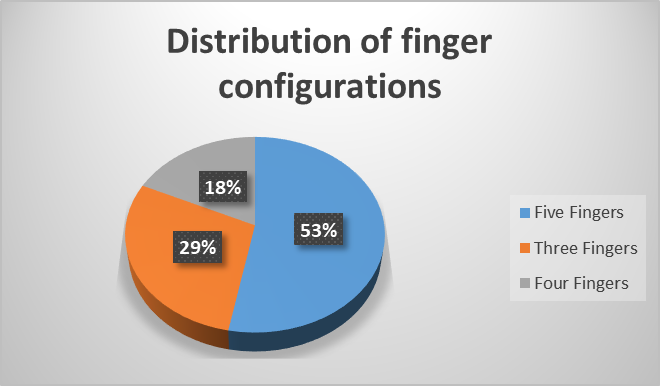 Distribution of finger
configurations
18%
53%
29%
Five Fingers
Three Fingers
Four Fingers